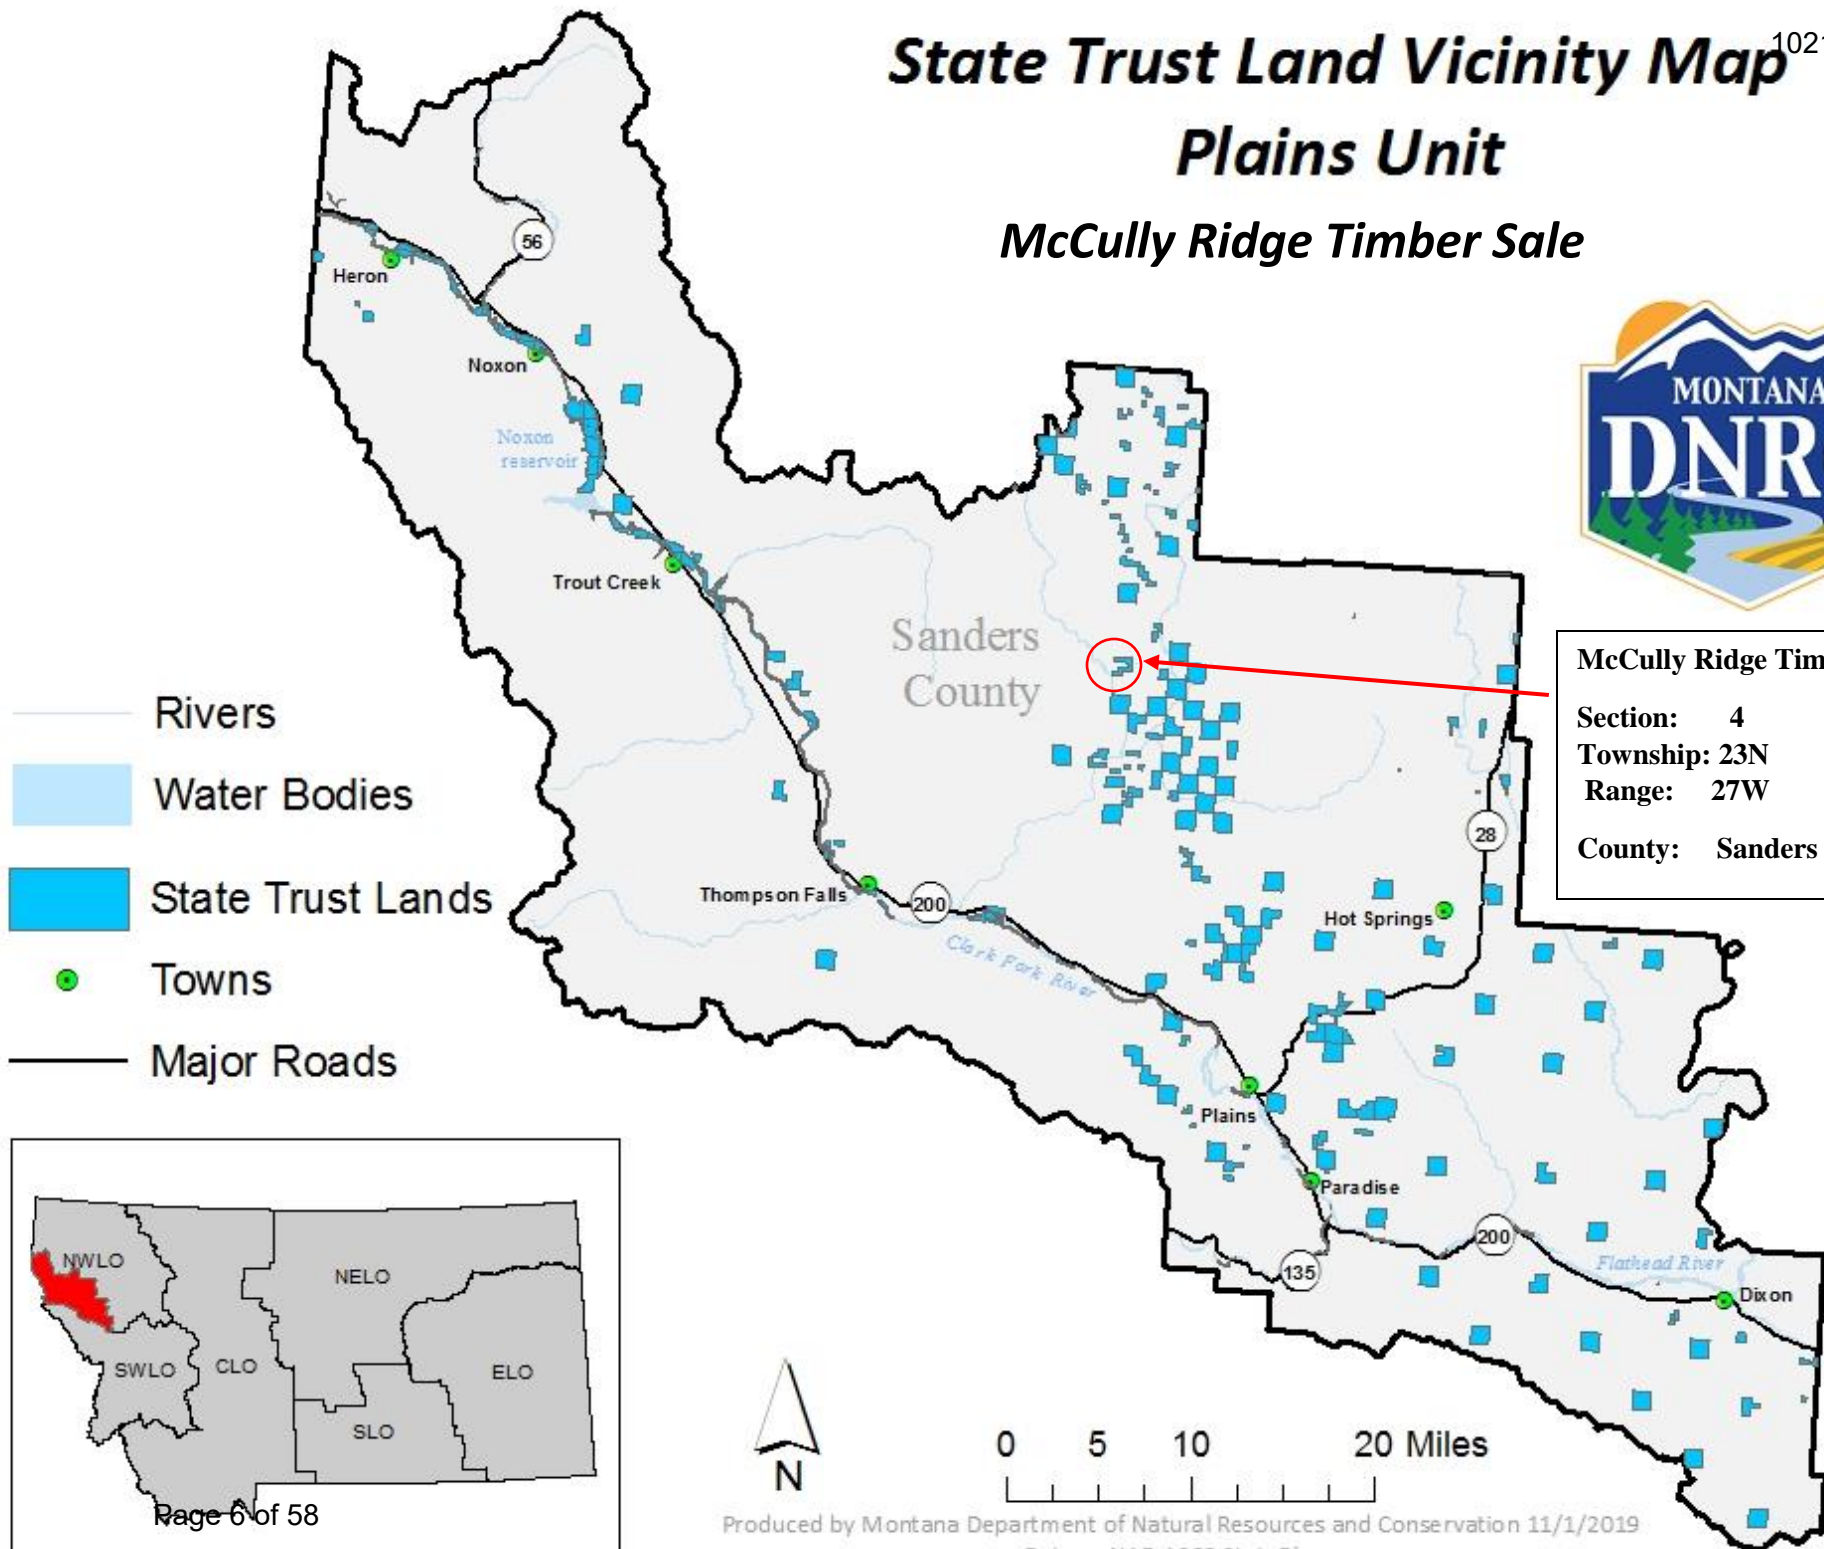 State Trust Land Vicinity Map
1021
Plains Unit
McCully Ridge Timber Sale
56
Heron
Noxon
Noxon
reservoir
MONTANA
DNR
Trout Creek
Sanders
County
McCully Ridge Tim
Section: 4
Township: 23N
Range: 27W
County: Sanders
Rivers
Water Bodies
State Trust Lands
Towns
Major Roads
28
Thompson Falls
200
Hot Springs
Clark Fork River
Plains
Paradise
200
135
Flathead River
Dixon
NWLO
NELO
SWLO
CLO
ELO
SLO
N
0 5 10 20 Miles
Page 6 of 58
Produced by Montana Department of Natural Resources and Conservation 11/1/2019